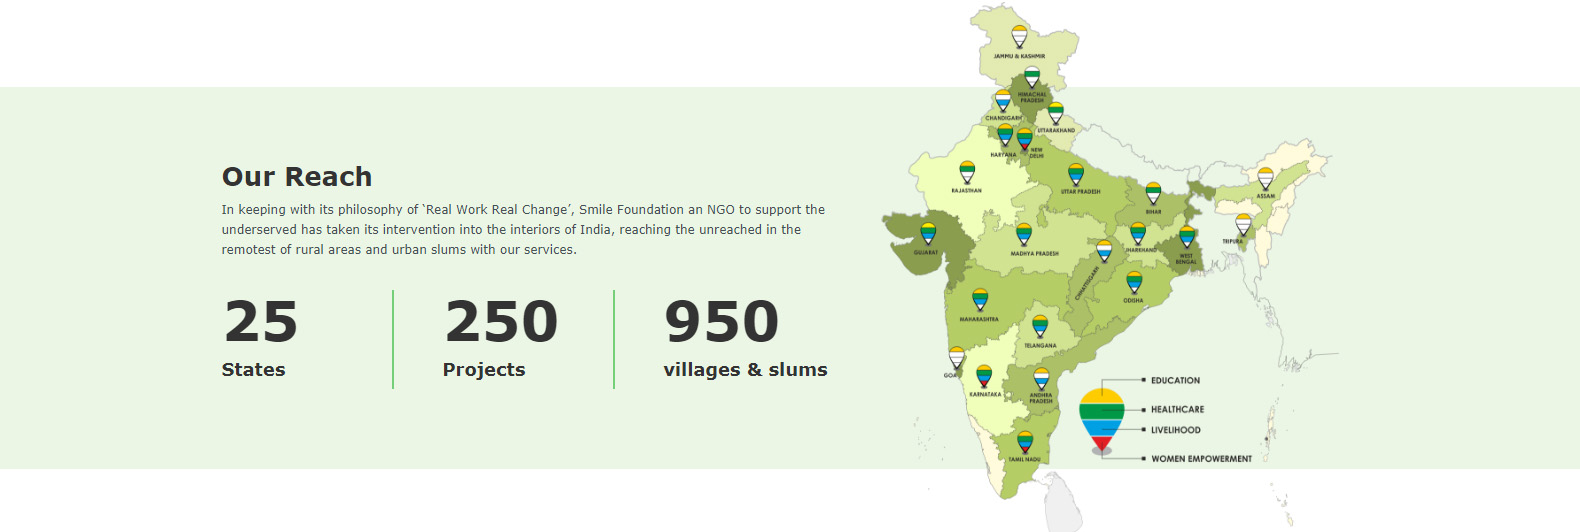 Our Reach
In keeping with its philosophy of ‘Real Work Real Change’, Smile Foundation an NGO to support the
underserved has taken its intervention into the interiors of India, reaching the unreached in the
remotest of rural areas and urban slums with our services.
25
States
250
Projects
950
villages & slums
JAMMU & KASHMIR
HIMACHAL
PRADESH
CHANDIGARH
UTTARAKHAND
HARYANA
NEW
DELHI
RAJASTHAN
UTTAR PRADESH
BIHAR
ASSAM
TRIPURA
GUJARAT
MADHYA PRADESH
JHARKHAND
WEST
BENGAL
CHHATTISGARH
ODISHA
MAHARASHTRA
TELANGANA
GOA
KARNATAKA
ANDHRA
PRADESH
TAMIL NADU
EDUCATION
HEALTHCARE
LIVELIHOOD
WOMEN EMPOWERMENT